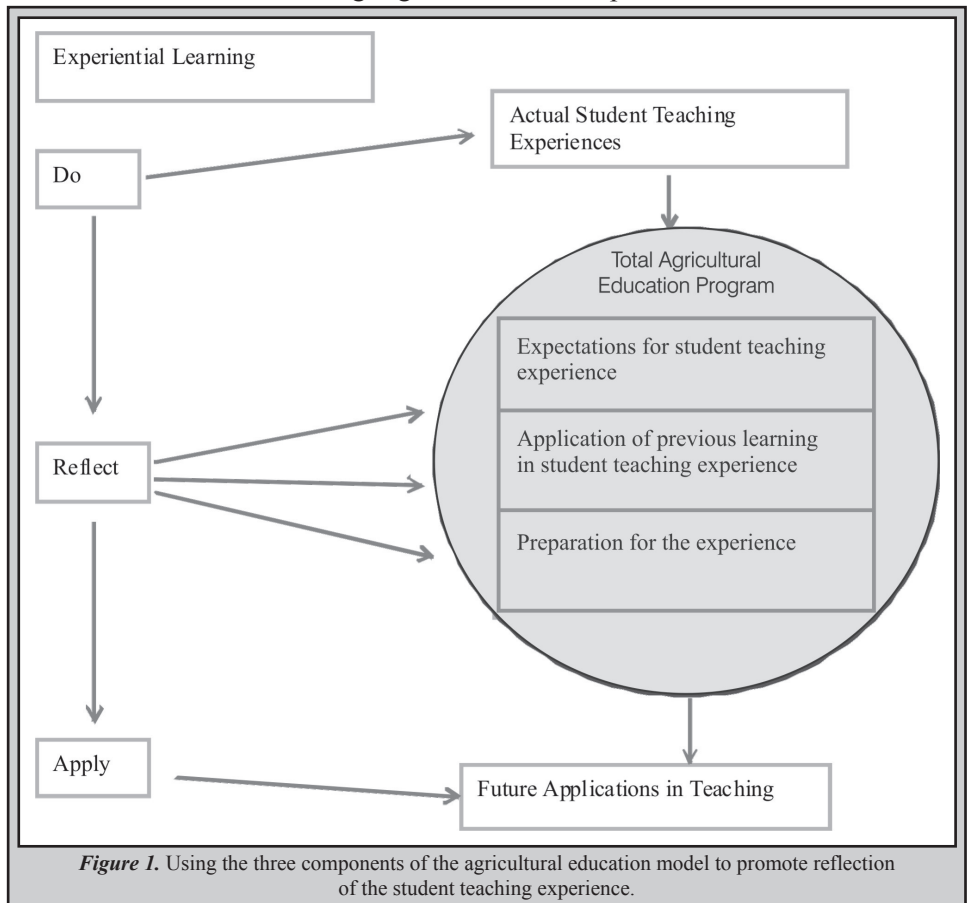 Experiential Learning
Actual Student Teaching
Experiences
Do
Total Agricultural
Education Program
Expectations for student teaching
experience
Application of previous learning
in student teaching experience
Reflect
Preparation for the experience
Apply
Future Applications in Teaching
Figure 1. Using the three components of the agricultural education model to promote reflection
of the student teaching experience.